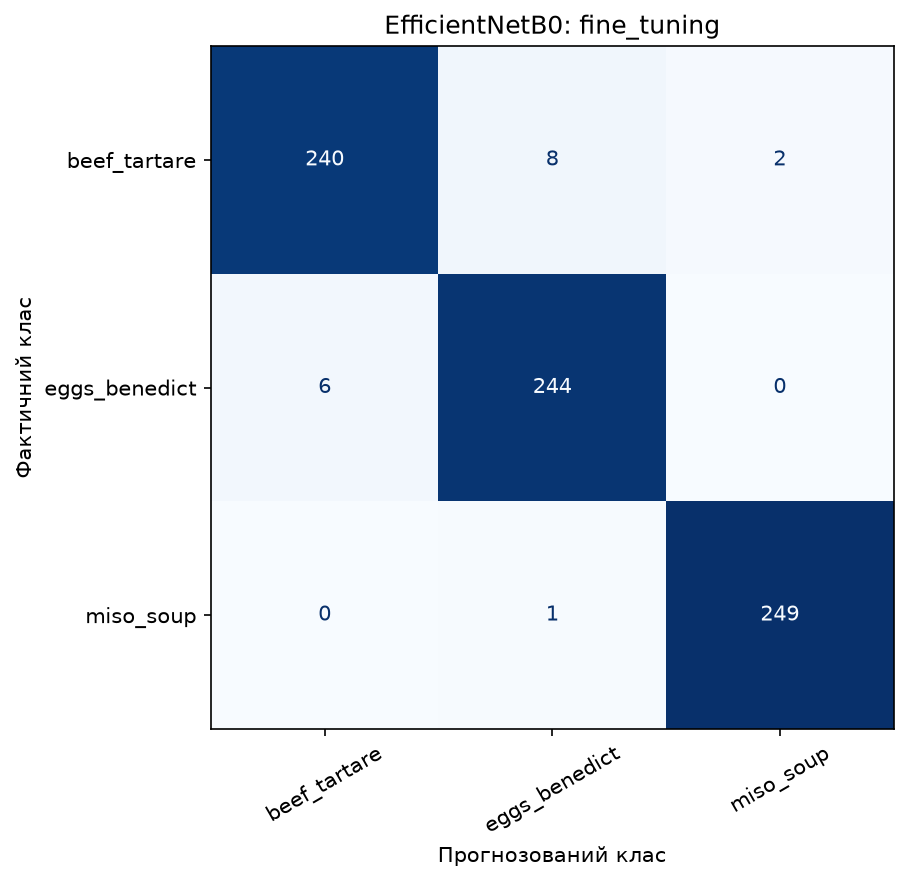 EfficientNetB0: fine_tuning
Фактичний клас
beef_tartare
240
8
2
eggs_benedict
6
244
0
miso_soup
0
1
249
beef_tartare
eggs_benedict
miso_soup
Прогнозований клас